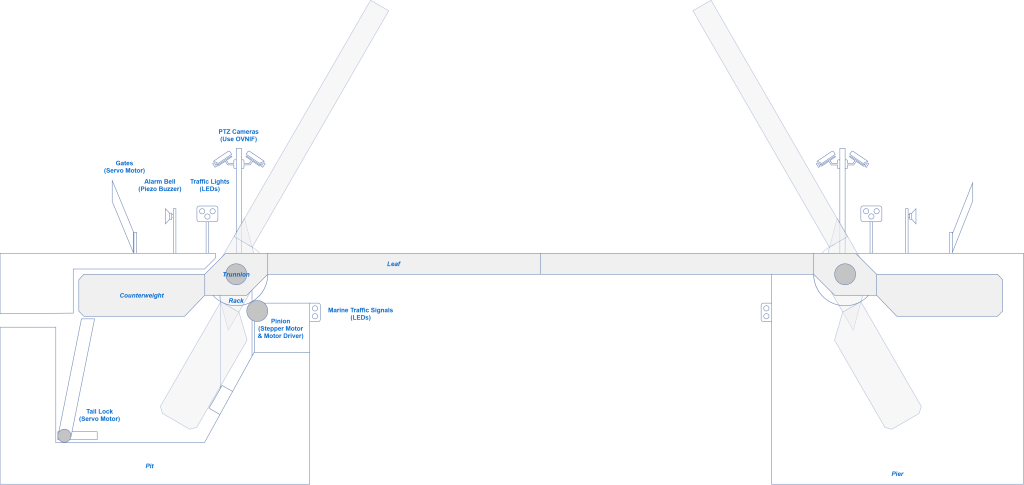 PTZ Cameras
(Use OVNIF)
Gates
(Servo Motor)
Alarm Bell
(Piezo Buzzer)
Traffic Lights
(LEDs)
Leaf
Trunnion
Counterweight
Rack
Marine Traffic Signals
(LEDs)
Pinion
(Stepper Motor
& Motor Driver)
Tail Lock
(Servo Motor)
Pit
Pier